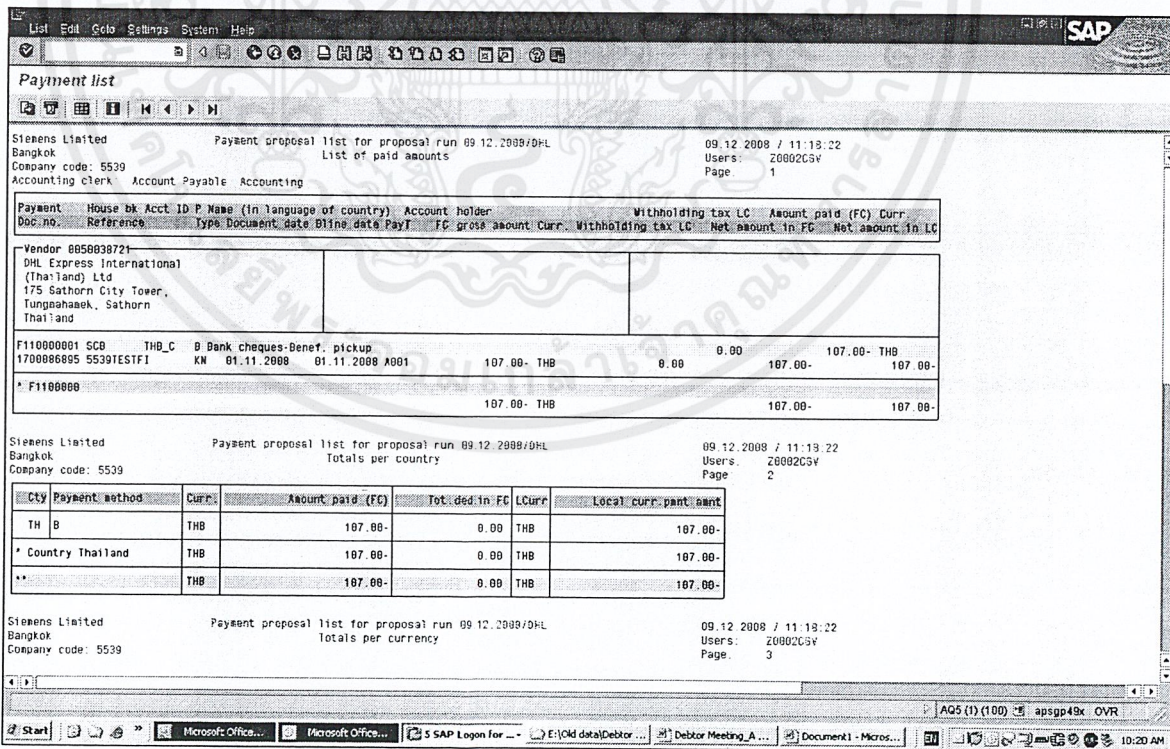 List Edit Goto Settings System Help
SAP
Payment list
Siemens Limited Payment proposal list for proposal run 09.12.2008/DHL 09.12.2008 / 11:18:22
Bangkok List of paid amounts Users: Z0002CGV
Company code: 5539 Page. 1
Accounting clerk Account Payable Accounting
Payment House bk Acct ID P Name (in language of country) Account holder Withholding tax LC Amount paid (FC) Curr.
Doc.no. Reference Type Document date Bline date PayT FC gross amount Curr. Withholding tax LC Net amount in FC Net amount in LC
Vendor 0050038721
DHL Express International
(Thailand) Ltd
175 Sathorn City Tower,
Tungmahamek, Sathorn
Thailand
F110000001 SCB THB_C B Bank cheques-Benef. pickup 0.00 107.00- THB
1700086895 5539TESTFI KN 01.11.2008 01.11.2008 A001 107.00- THB 0.00 107.00- 107.00-
* F1100000
107.00- THB 107.00- 107.00-
Siemens Limited Payment proposal list for proposal run 09.12.2008/DHL 09.12.2008 / 11:18:22
Bangkok Totals per country Users: Z0002CGV
Company code: 5539 Page 2
Cty Payment method Curr. Amount paid (FC) Tot.ded.in FC LCurr Local curr.pmnt amnt
TH B THB 107.00- 0.00 THB 107.00-
* Country Thailand THB 107.00- 0.00 THB 107.00-
** THB 107.00- 0.00 THB 107.00-
Siemens Limited Payment proposal list for proposal run 09.12.2008/DHL 09.12.2008 / 11:18:22
Bangkok Totals per currency Users: Z0002CGV
Company code: 5539 Page. 3
AQ5 (1) (100) apsgp49x OVR
Start Microsoft Office... Microsoft Office... 5 SAP Logon for ... E:\Old data\Debtor ... Debtor Meeting_A ... Document1 - Micros... EN 10:20 AM